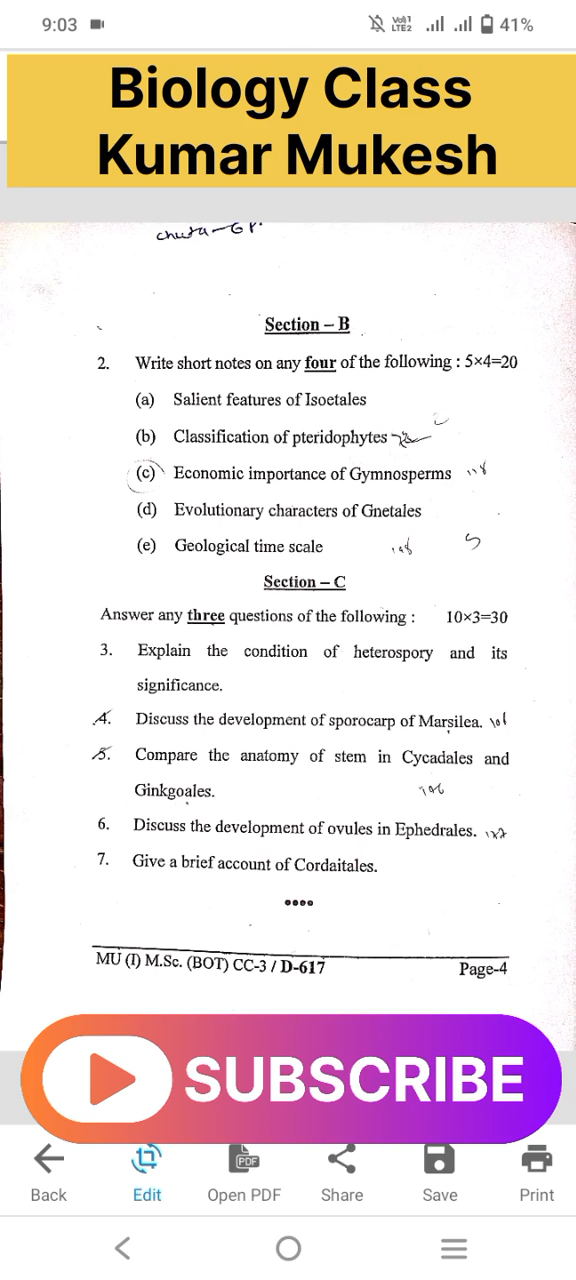 9:03
Vo))1
LTE2
41%
Biology Class
Kumar Mukesh
Section – B
2. Write short notes on any four of the following : 5×4=20
(a) Salient features of Isoetales
(b) Classification of pteridophytes
(c) Economic importance of Gymnosperms
(d) Evolutionary characters of Gnetales
(e) Geological time scale
Section – C
Answer any three questions of the following : 10×3=30
3. Explain the condition of heterospory and its
significance.
4. Discuss the development of sporocarp of Marsilea.
5. Compare the anatomy of stem in Cycadales and
Ginkgoales.
6. Discuss the development of ovules in Ephedrales.
7. Give a brief account of Cordaitales.
MU (I) M.Sc. (BOT) CC-3 / D-617
Page-4
SUBSCRIBE
PDF
Back Edit Open PDF Share Save Print